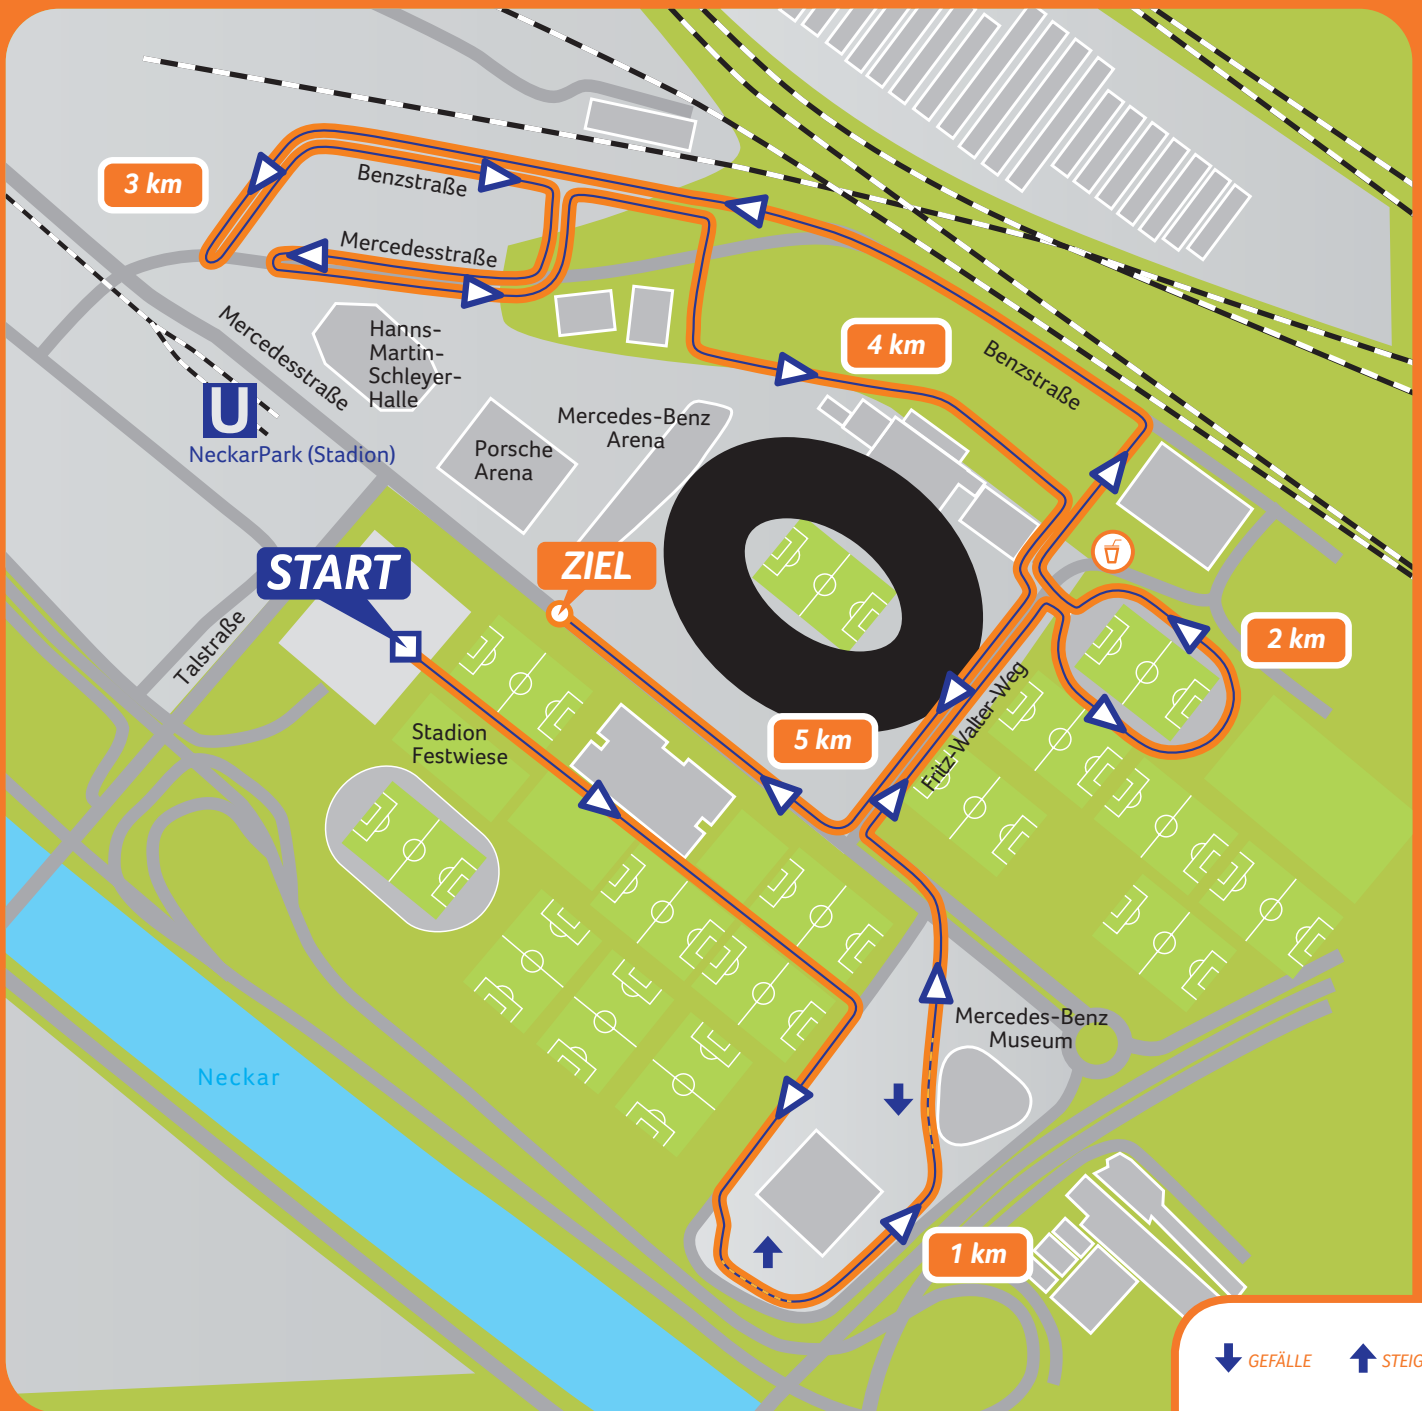 3 km
Benzstraße
Mercedesstraße
Mercedesstraße
Hanns-
Martin-
Schleyer-
Halle
4 km
Benzstraße
U
NeckarPark (Stadion)
Mercedes-Benz
Arena
Porsche
Arena
START
ZIEL
Talstraße
2 km
Fritz-Walter-Weg
Stadion
Festwiese
5 km
Mercedes-Benz
Museum
Neckar
1 km
GEFÄLLE
STEIG